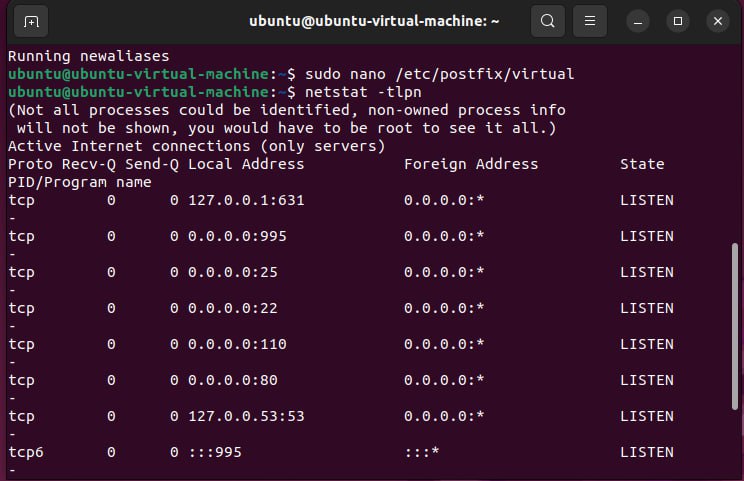 ubuntu@ubuntu-virtual-machine: ~
Running newaliases
ubuntu@ubuntu-virtual-machine:~$ sudo nano /etc/postfix/virtual
ubuntu@ubuntu-virtual-machine:~$ netstat -tlpn
(Not all processes could be identified, non-owned process info
 will not be shown, you would have to be root to see it all.)
Active Internet connections (only servers)
Proto Recv-Q Send-Q Local Address           Foreign Address         State
PID/Program name
tcp        0      0 127.0.0.1:631           0.0.0.0:*               LISTEN
-
tcp        0      0 0.0.0.0:995             0.0.0.0:*               LISTEN
-
tcp        0      0 0.0.0.0:25              0.0.0.0:*               LISTEN
-
tcp        0      0 0.0.0.0:22              0.0.0.0:*               LISTEN
-
tcp        0      0 0.0.0.0:110             0.0.0.0:*               LISTEN
-
tcp        0      0 0.0.0.0:80              0.0.0.0:*               LISTEN
-
tcp        0      0 127.0.0.53:53           0.0.0.0:*               LISTEN
-
tcp6       0      0 :::995                  :::*                    LISTEN
-